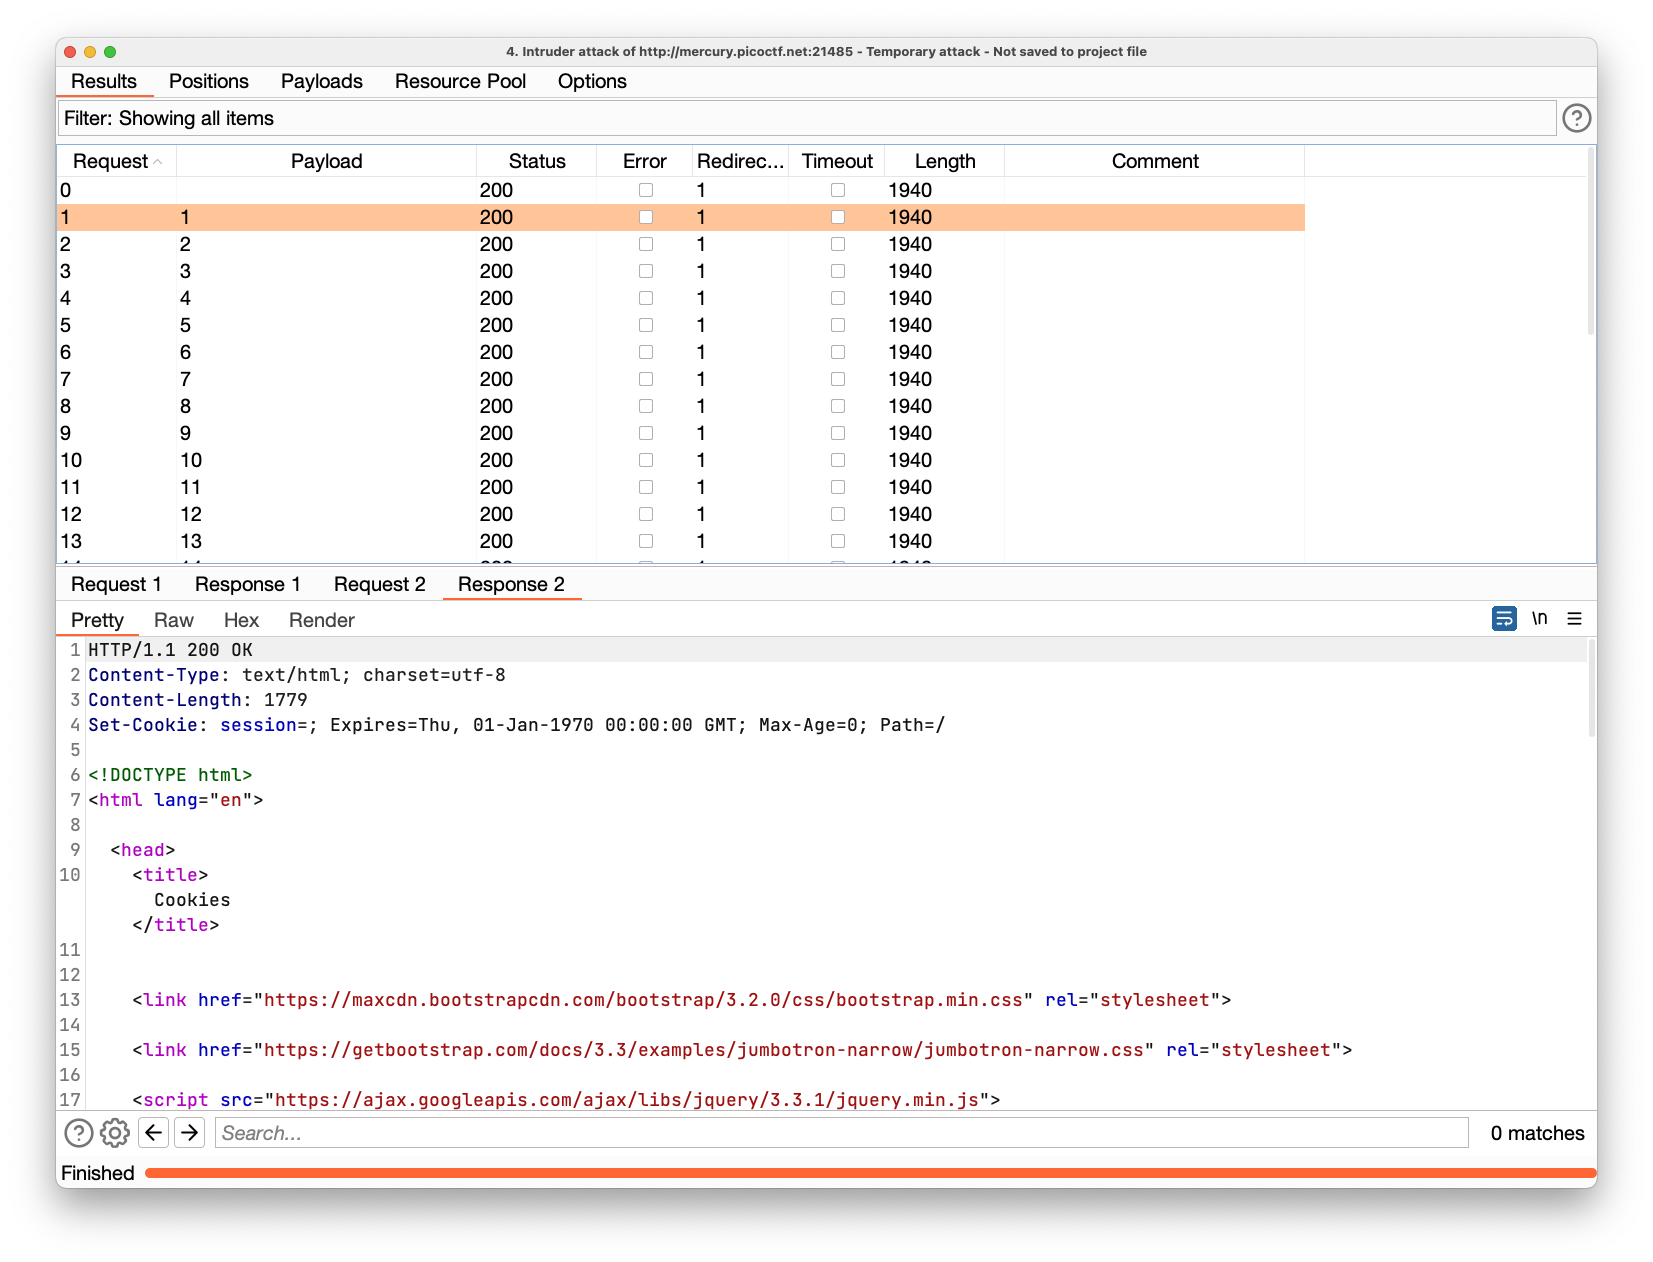 4. Intruder attack of http://mercury.picoctf.net:21485 - Temporary attack - Not saved to project file
Results Positions Payloads Resource Pool Options
Filter: Showing all items
Request Payload Status Error Redirec... Timeout Length Comment
0 200 1 1940
1 1 200 1 1940
2 2 200 1 1940
3 3 200 1 1940
4 4 200 1 1940
5 5 200 1 1940
6 6 200 1 1940
7 7 200 1 1940
8 8 200 1 1940
9 9 200 1 1940
10 10 200 1 1940
11 11 200 1 1940
12 12 200 1 1940
13 13 200 1 1940
Request 1 Response 1 Request 2 Response 2
Pretty Raw Hex Render \n
1 HTTP/1.1 200 OK
2 Content-Type: text/html; charset=utf-8
3 Content-Length: 1779
4 Set-Cookie: session=; Expires=Thu, 01-Jan-1970 00:00:00 GMT; Max-Age=0; Path=/
5
6 <!DOCTYPE html>
7 <html lang="en">
8
9 <head>
10 <title>
Cookies
</title>
11
12
13 <link href="https://maxcdn.bootstrapcdn.com/bootstrap/3.2.0/css/bootstrap.min.css" rel="stylesheet">
14
15 <link href="https://getbootstrap.com/docs/3.3/examples/jumbotron-narrow/jumbotron-narrow.css" rel="stylesheet">
16
17 <script src="https://ajax.googleapis.com/ajax/libs/jquery/3.3.1/jquery.min.js">
Search... 0 matches
Finished